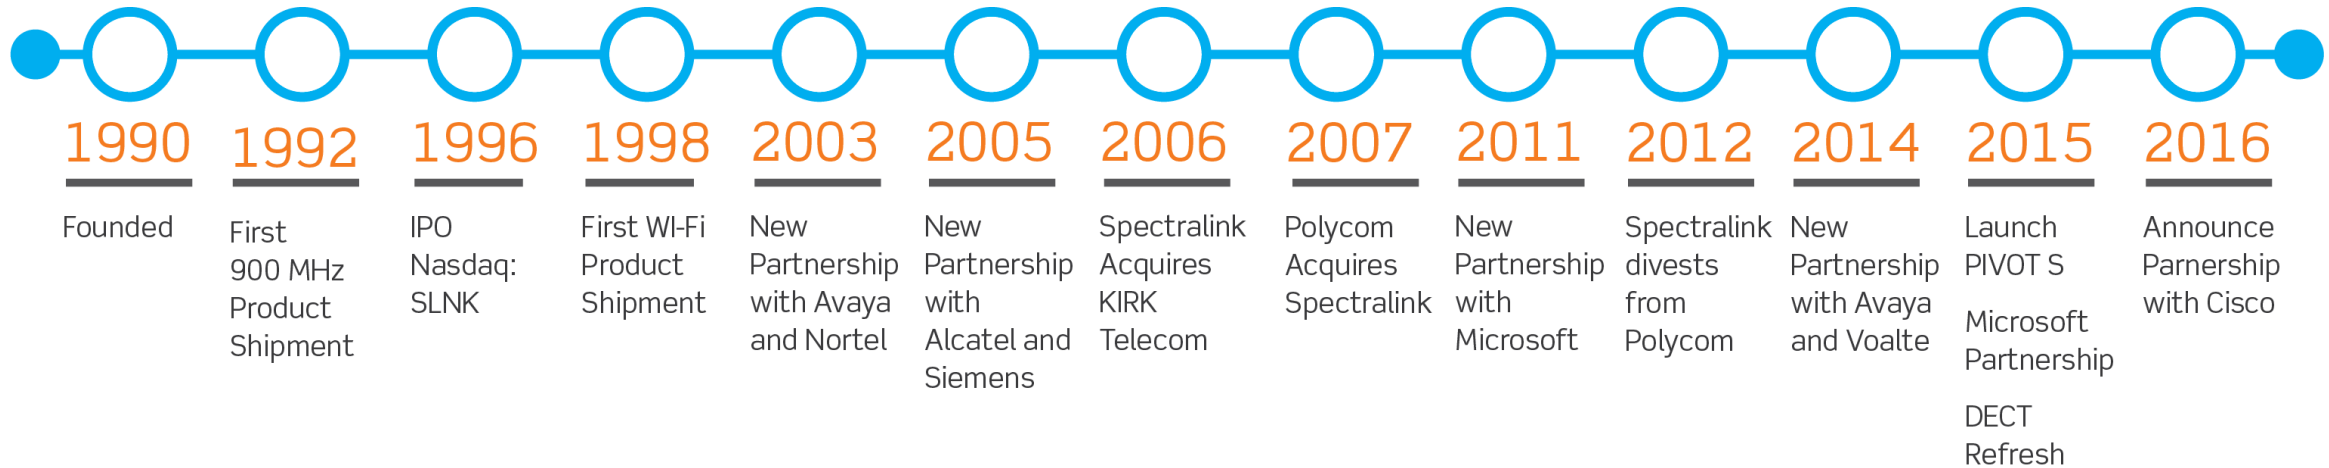 1990
Founded
1992
First
900 MHz
Product
Shipment
1996
IPO
Nasdaq:
SLNK
1998
First WI-Fi
Product
Shipment
2003
New
Partnership
with Avaya
and Nortel
2005
New
Partnership
with
Alcatel and
Siemens
2006
Spectralink
Acquires
KIRK
Telecom
2007
Polycom
Acquires
Spectralink
2011
New
Partnership
with
Microsoft
2012
Spectralink
divests
from
Polycom
2014
New
Partnership
with Avaya
and Voalte
2015
Launch
PIVOT S
Microsoft
Partnership
DECT
Refresh
2016
Announce
Parnership
with Cisco